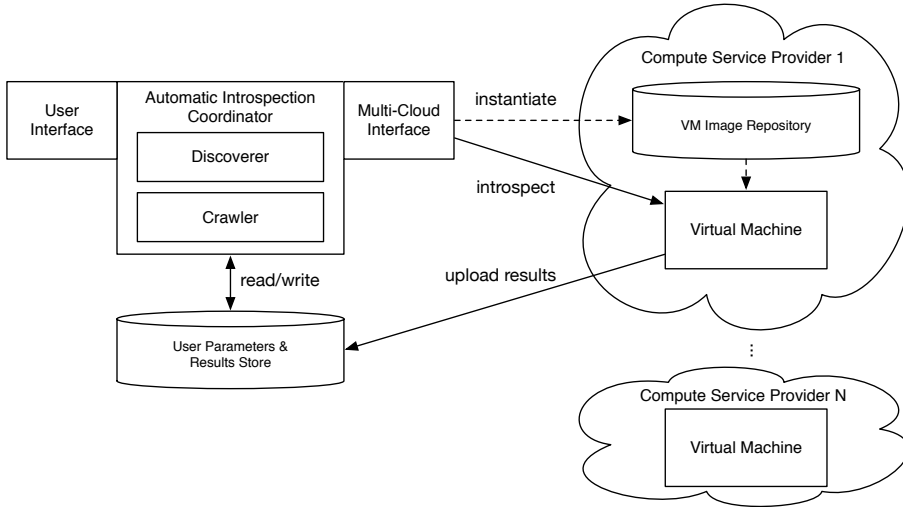 Compute Service Provider 1
User
Interface
Automatic Introspection
Coordinator
Discoverer
Crawler
Multi-Cloud
Interface
instantiate
VM Image Repository
introspect
Virtual Machine
read/write
upload results
User Parameters &
Results Store
...
Compute Service Provider N
Virtual Machine